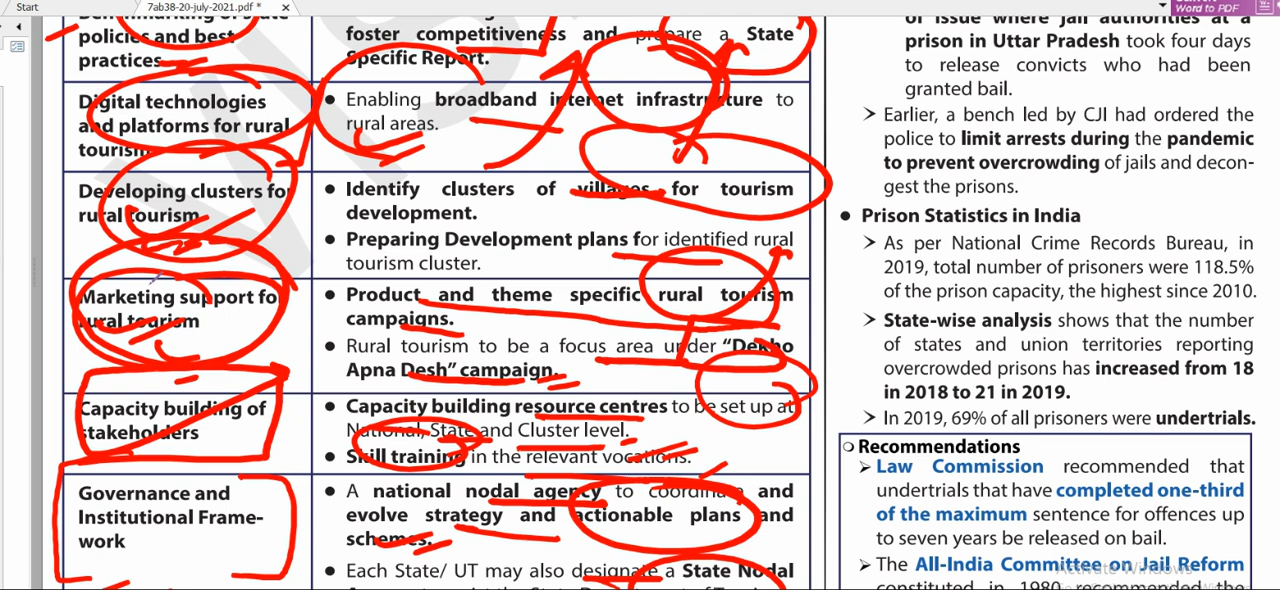 Start
7ab38-20-july-2021.pdf *
Word to PDF
Benchmarking of state
policies and best
practices
foster competitiveness and prepare a State
Specific Report.
Digital technologies
and platforms for rural
tourism
Enabling broadband internet infrastructure to
rural areas.
Developing clusters for
rural tourism
Identify clusters of villages for tourism
development.
Preparing Development plans for identified rural
tourism cluster.
Marketing support for
rural tourism
Product and theme specific rural tourism
campaigns.
Rural tourism to be a focus area under “Dekho
Apna Desh” campaign.
Capacity building of
stakeholders
Capacity building resource centres to be set up at
National, State and Cluster level.
Skill training in the relevant vocations.
Governance and
Institutional Frame-
work
A national nodal agency to coordinate and
evolve strategy and actionable plans and
schemes.
Each State/ UT may also designate a State Nodal
of issue where jail authorities at a
prison in Uttar Pradesh took four days
to release convicts who had been
granted bail.
Earlier, a bench led by CJI had ordered the
police to limit arrests during the pandemic
to prevent overcrowding of jails and decon-
gest the prisons.
Prison Statistics in India
As per National Crime Records Bureau, in
2019, total number of prisoners were 118.5%
of the prison capacity, the highest since 2010.
State-wise analysis shows that the number
of states and union territories reporting
overcrowded prisons has increased from 18
in 2018 to 21 in 2019.
In 2019, 69% of all prisoners were undertrials.
Recommendations
Law Commission recommended that
undertrials that have completed one-third
of the maximum sentence for offences up
to seven years be released on bail.
The All-India Committee on Jail Reform
constituted in 1980 recommended the
Activate Windows